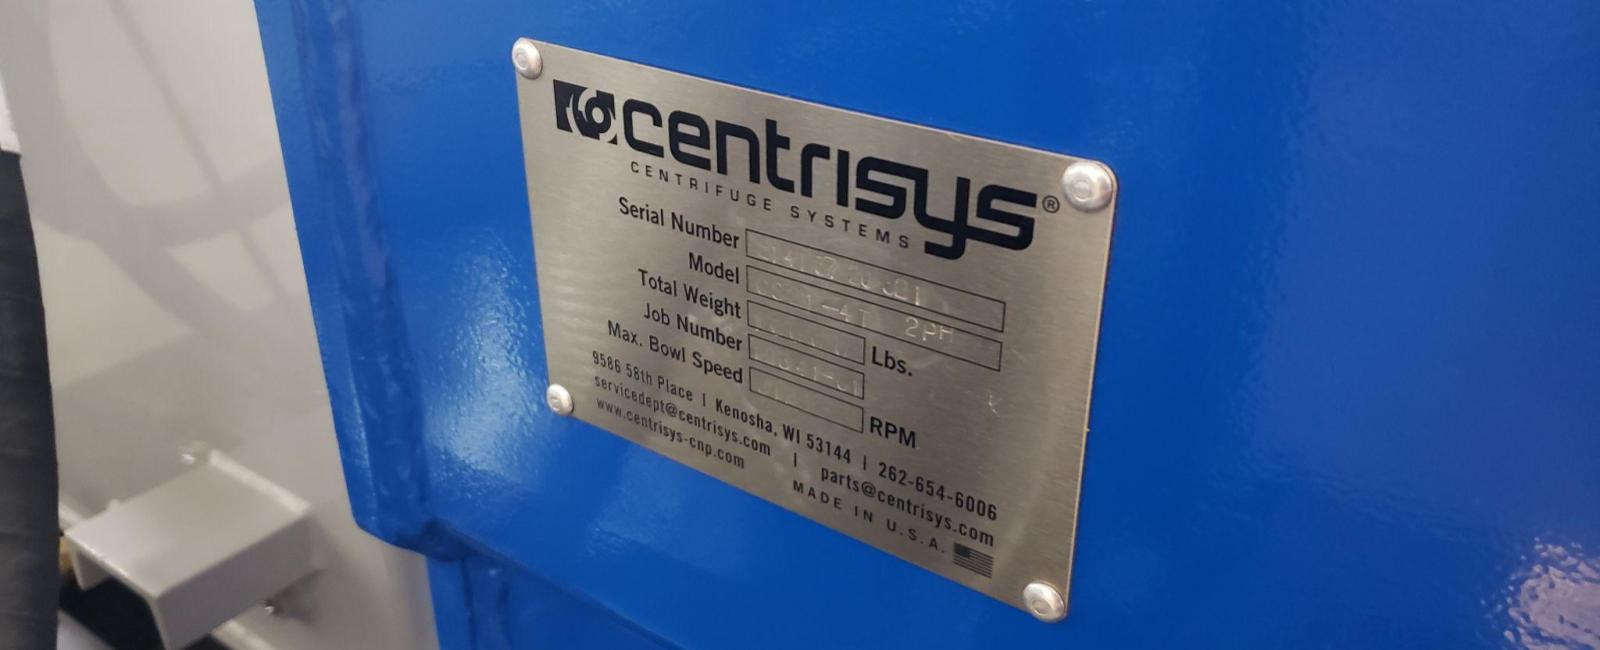 centrisys®
CENTRIFUGE SYSTEMS
Serial Number
Model 2PH
Total Weight Lbs.
Job Number
Max. Bowl Speed RPM
9586 58th Place | Kenosha, WI 53144 | 262-654-6006
servicedept@centrisys.com | parts@centrisys.com
www.centrisys-cnp.com
MADE IN U.S.A.